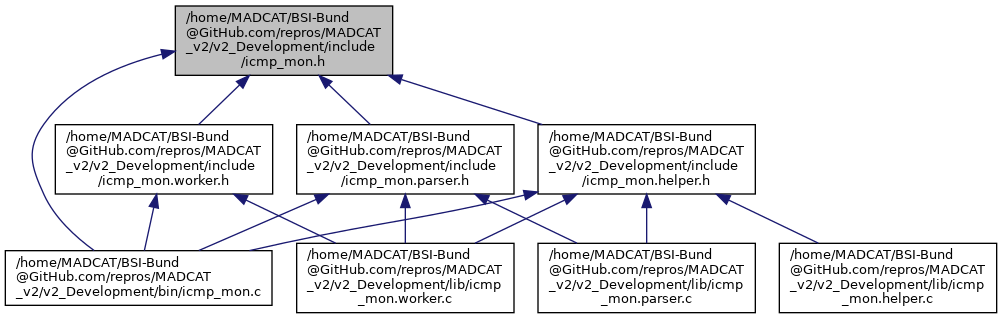 /home/MADCAT/BSI-Bund
@GitHub.com/repros/MADCAT
_v2/v2_Development/include
/icmp_mon.h
/home/MADCAT/BSI-Bund
@GitHub.com/repros/MADCAT
_v2/v2_Development/include
/icmp_mon.worker.h
/home/MADCAT/BSI-Bund
@GitHub.com/repros/MADCAT
_v2/v2_Development/include
/icmp_mon.parser.h
/home/MADCAT/BSI-Bund
@GitHub.com/repros/MADCAT
_v2/v2_Development/include
/icmp_mon.helper.h
/home/MADCAT/BSI-Bund
@GitHub.com/repros/MADCAT
_v2/v2_Development/bin/icmp_mon.c
/home/MADCAT/BSI-Bund
@GitHub.com/repros/MADCAT
_v2/v2_Development/lib/icmp
_mon.worker.c
/home/MADCAT/BSI-Bund
@GitHub.com/repros/MADCAT
_v2/v2_Development/lib/icmp
_mon.parser.c
/home/MADCAT/BSI-Bund
@GitHub.com/repros/MADCAT
_v2/v2_Development/lib/icmp
_mon.helper.c